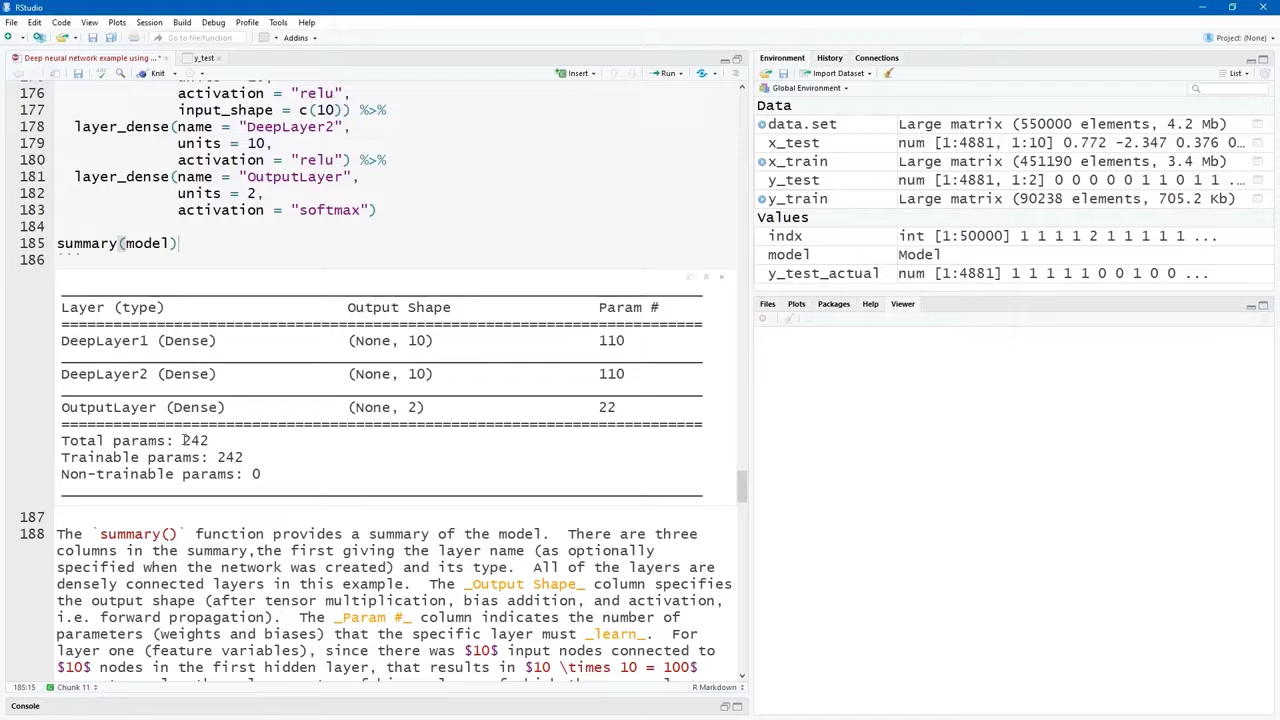 RStudio
File Edit Code View Plots Session Build Debug Profile Tools Help
Go to file/function Addins Project: (None)
Deep neural network example using ...* y_test
Knit Insert Run
176 activation = "relu",
177 input_shape = c(10)) %>%
178 layer_dense(name = "DeepLayer2",
179 units = 10,
180 activation = "relu") %>%
181 layer_dense(name = "OutputLayer",
182 units = 2,
183 activation = "softmax")
184
185 summary(model)
186 ```
Layer (type) Output Shape Param #
DeepLayer1 (Dense) (None, 10) 110
DeepLayer2 (Dense) (None, 10) 110
OutputLayer (Dense) (None, 2) 22
Total params: 242
Trainable params: 242
Non-trainable params: 0
187
188 The `summary()` function provides a summary of the model. There are three
columns in the summary,the first giving the layer name (as optionally
specified when the network was created) and its type. All of the layers are
densely connected layers in this example. The _Output Shape_ column specifies
the output shape (after tensor multiplication, bias addition, and activation,
i.e. forward propagation). The _Param #_ column indicates the number of
parameters (weights and biases) that the specific layer must _learn_. For
layer one (feature variables), since there was $10$ input nodes connected to
$10$ nodes in the first hidden layer, that results in $10 \times 10 = 100$
185:15 Chunk 11 R Markdown
Console
Environment History Connections
Import Dataset List
Global Environment
Data
data.set Large matrix (550000 elements, 4.2 Mb)
x_test num [1:4881, 1:10] 0.772 -2.347 0.376 0...
x_train Large matrix (451190 elements, 3.4 Mb)
y_test num [1:4881, 1:2] 0 0 0 0 0 1 1 0 1 1 ...
y_train Large matrix (90238 elements, 705.2 Kb)
Values
indx int [1:50000] 1 1 1 1 2 1 1 1 1 1 ...
model Model
y_test_actual num [1:4881] 1 1 1 1 1 0 0 1 0 0 ...
Files Plots Packages Help Viewer